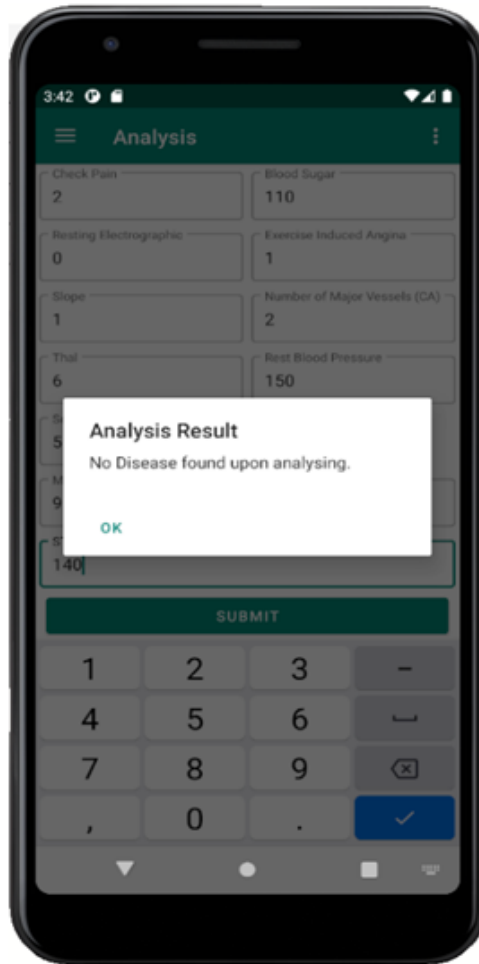 3:42
Analysis
Check Pain
Blood Sugar
2
110
Resting Electrographic
Exercise Induced Angina
0
1
Slope
Number of Major Vessels (CA)
1
2
Thal
Rest Blood Pressure
6
150
5
Analysis Result
No Disease found upon analysing.
9
OK
140
SUBMIT
1 2 3 –
4 5 6
7 8 9
, 0 .